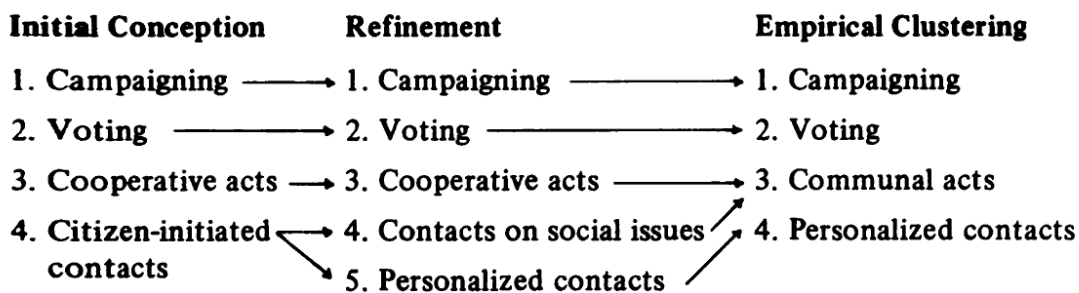 Initial Conception Refinement Empirical Clustering
1. Campaigning 1. Campaigning 1. Campaigning
2. Voting 2. Voting 2. Voting
3. Cooperative acts 3. Cooperative acts 3. Communal acts
4. Citizen-initiated 4. Contacts on social issues 4. Personalized contacts
contacts 5. Personalized contacts